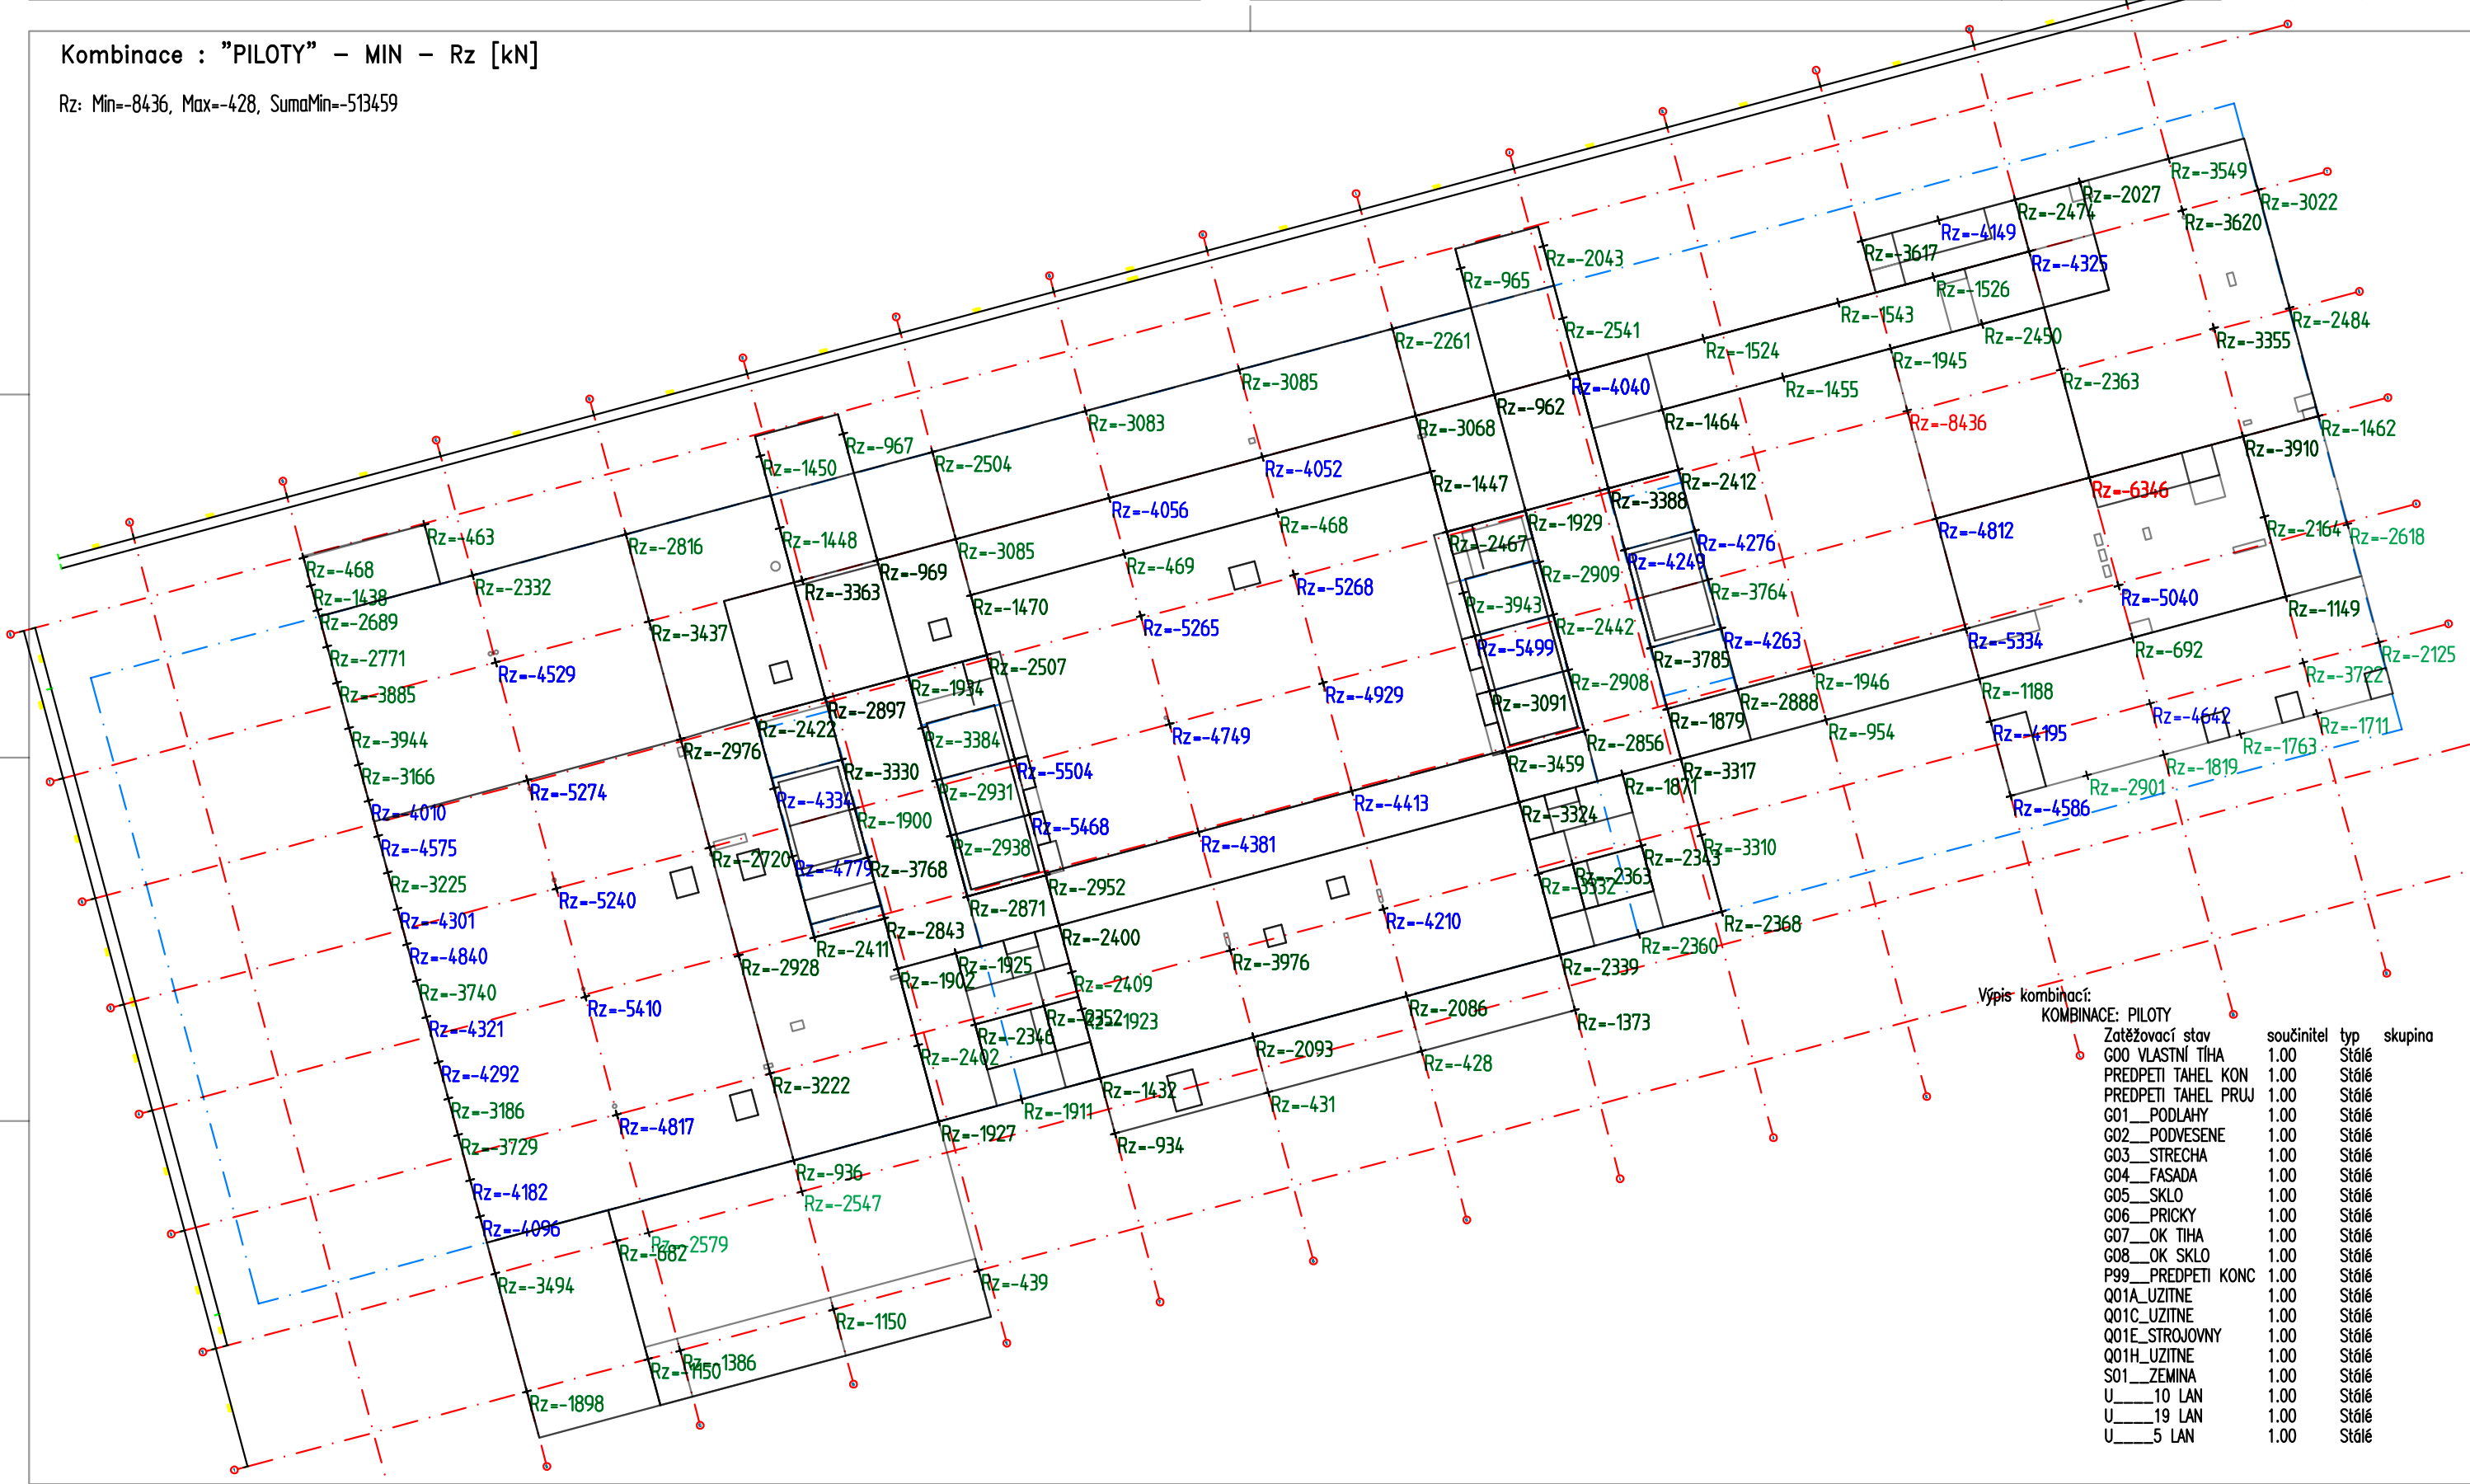 Kombinace : "PILOTY" – MIN – Rz [kN]
Rz: Min=-8436, Max=-428, SumaMin=-513459
Rz=-3549
Rz=-2027
Rz=-3022
Rz=-2474
Rz=-3620
Rz=-4149
Rz=-3617
Rz=-4325
Rz=-2043
Rz=-965
Rz=-1526
Rz=-1543
Rz=-2484
Rz=-2541
Rz=-2450
Rz=-3355
Rz=-2261
Rz=-1524
Rz=-1945
Rz=-2363
Rz=-3085
Rz=-4040
Rz=-1455
Rz=-962
Rz=-3083
Rz=-1464
Rz=-8436
Rz=-3068
Rz=-1462
Rz=-967
Rz=-3910
Rz=-2504
Rz=-1450
Rz=-4052
Rz=-2412
Rz=-1447
Rz=-6346
Rz=-3388
Rz=-4056
Rz=-468
Rz=-1929
Rz=-4812
Rz=-2164
Rz=-2618
Rz=-463
Rz=-2816
Rz=-1448
Rz=-3085
Rz=-2467
Rz=-4276
Rz=-4249
Rz=-468
Rz=-969
Rz=-469
Rz=-2909
Rz=-2332
Rz=-3363
Rz=-5268
Rz=-3764
Rz=-1438
Rz=-5040
Rz=-3943
Rz=-1470
Rz=-1149
Rz=-2689
Rz=-3437
Rz=-5265
Rz=-2442
Rz=-4263
Rz=-5334
Rz=-5499
Rz=-692
Rz=-2125
Rz=-2771
Rz=-2507
Rz=-3785
Rz=-4529
Rz=-3722
Rz=-1934
Rz=-2908
Rz=-1946
Rz=-1188
Rz=-3885
Rz=-4929
Rz=-3091
Rz=-2888
Rz=-2897
Rz=-4642
Rz=-1711
Rz=-2422
Rz=-1879
Rz=-954
Rz=-4195
Rz=-3944
Rz=-3384
Rz=-4749
Rz=-2856
Rz=-1763
Rz=-2976
Rz=-3459
Rz=-1819
Rz=-3166
Rz=-3330
Rz=-5504
Rz=-3317
Rz=-2901
Rz=-5274
Rz=-1871
Rz=-2931
Rz=-4334
Rz=-4413
Rz=-4586
Rz=-4010
Rz=-3324
Rz=-1900
Rz=-5468
Rz=-4575
Rz=-4381
Rz=-2938
Rz=-3310
Rz=-2343
Rz=-2720
Rz=-3768
Rz=-4779
Rz=-2363
Rz=-3332
Rz=-3225
Rz=-2952
Rz=-5240
Rz=-2871
Rz=-4301
Rz=-4210
Rz=-2368
Rz=-2843
Rz=-2400
Rz=-2411
Rz=-2360
Rz=-4840
Rz=-2928
Rz=-1925
Rz=-3976
Rz=-2339
Rz=-1902
Rz=-2409
Rz=-3740
Rz=-5410
Rz=-2086
Rz=-2352
Rz=-1923
Rz=-1373
Rz=-4321
Rz=-2346
Rz=-2093
Rz=-2402
Rz=-428
Rz=-4292
Rz=-3222
Rz=-1432
Rz=-431
Rz=-3186
Rz=-1911
Rz=-4817
Rz=-1927
Rz=-934
Rz=-3729
Rz=-936
Rz=-4182
Rz=-2547
Rz=-4096
Rz=-2579
Rz=-682
Rz=-3494
Rz=-439
Rz=-1150
Rz=-1386
Rz=-1150
Rz=-1898
Výpis kombinací:
KOMBINACE: PILOTY
Zatěžovací stav součinitel typ skupina
G00 VLASTNÍ TÍHA 1.00 Stálé
PREDPETI TAHEL KON 1.00 Stálé
PREDPETI TAHEL PRUJ 1.00 Stálé
G01__PODLAHY 1.00 Stálé
G02__PODVESENE 1.00 Stálé
G03__STRECHA 1.00 Stálé
G04__FASADA 1.00 Stálé
G05__SKLO 1.00 Stálé
G06__PRICKY 1.00 Stálé
G07__OK TIHA 1.00 Stálé
G08__OK SKLO 1.00 Stálé
P99__PREDPETI KONC 1.00 Stálé
Q01A_UZITNE 1.00 Stálé
Q01C_UZITNE 1.00 Stálé
Q01E_STROJOVNY 1.00 Stálé
Q01H_UZITNE 1.00 Stálé
S01__ZEMINA 1.00 Stálé
U____10 LAN 1.00 Stálé
U____19 LAN 1.00 Stálé
U____5 LAN 1.00 Stálé